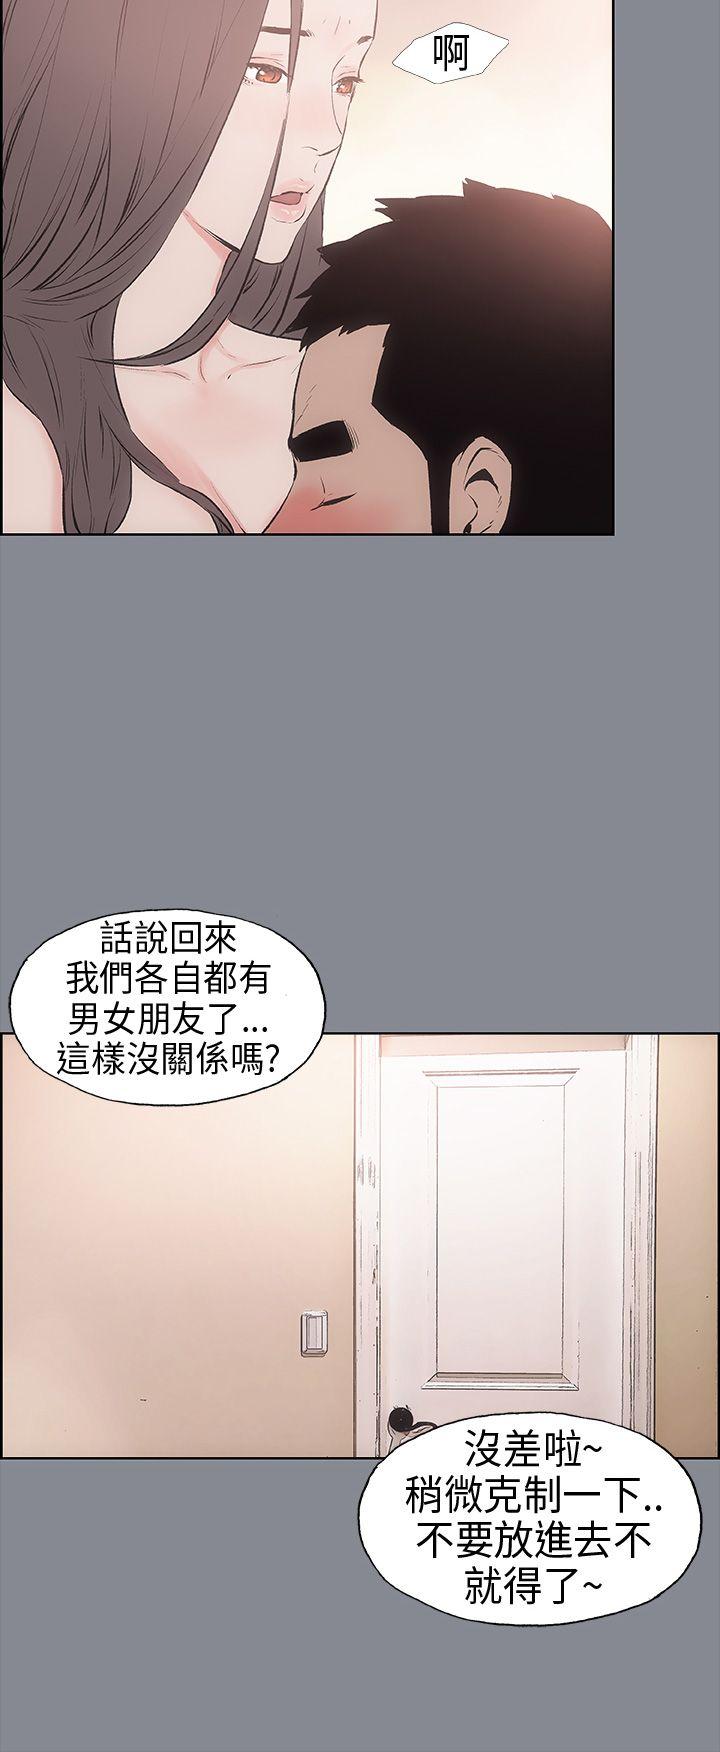 啊
話說回來
我們各自都有
男女朋友了...
這樣沒關係嗎?
沒差啦~
稍微克制一下..
不要放進去不
就得了~